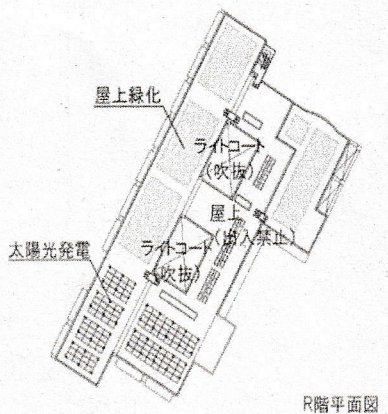 屋上緑化
ライトコート
(吹抜)
屋上
(出入禁止)
ライトコート
(吹抜)
太陽光発電
R階平面図